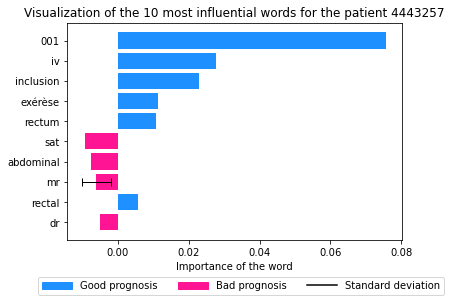 Visualization of the 10 most influential words for the patient 4443257
001
iv
inclusion
exérèse
rectum
sat
abdominal
mr
rectal
dr
0.00 0.02 0.04 0.06 0.08
Importance of the word
Good prognosis Bad prognosis Standard deviation